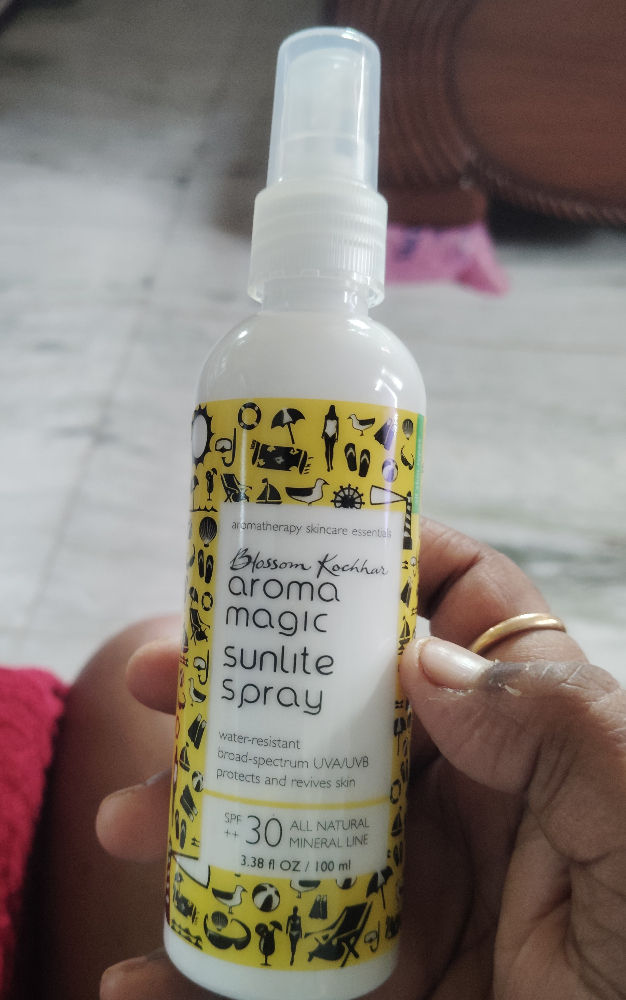 aromatherapy skincare essentials
Blossom Kochhar
aroma
magic
sunlite
spray
water-resistant
broad-spectrum UVA/UVB
protects and revives skin
SPF 30 ALL NATURAL
++ MINERAL LINE
3.38 fl OZ / 100 ml